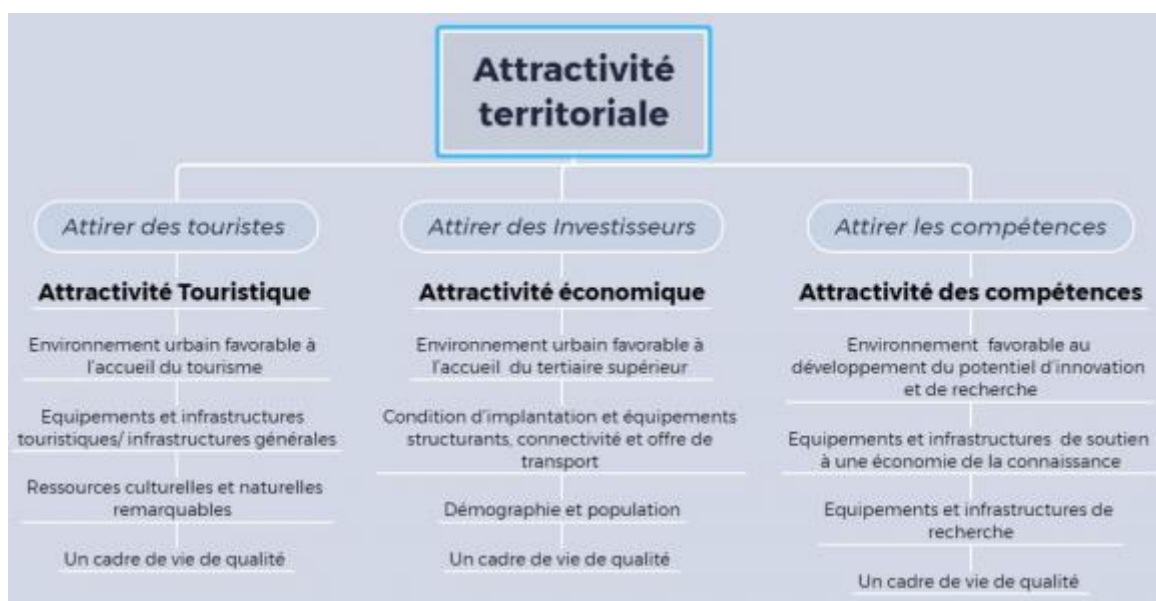 Attractivité
territoriale
Attirer des touristes
Attractivité Touristique
Environnement urbain favorable à
l'accueil du tourisme
Equipements et infrastructures
touristiques/ infrastructures générales
Ressources culturelles et naturelles
remarquables
Un cadre de vie de qualité
Attirer des Investisseurs
Attractivité économique
Environnement urbain favorable à
l'accueil du tertiaire supérieur
Condition d'implantation et équipements
structurants, connectivité et offre de
transport
Démographie et population
Un cadre de vie de qualité
Attirer les compétences
Attractivité des compétences
Environnement favorable au
développement du potentiel d'innovation
et de recherche
Equipements et infrastructures de soutien
à une économie de la connaissance
Equipements et infrastructures de
recherche
Un cadre de vie de qualité